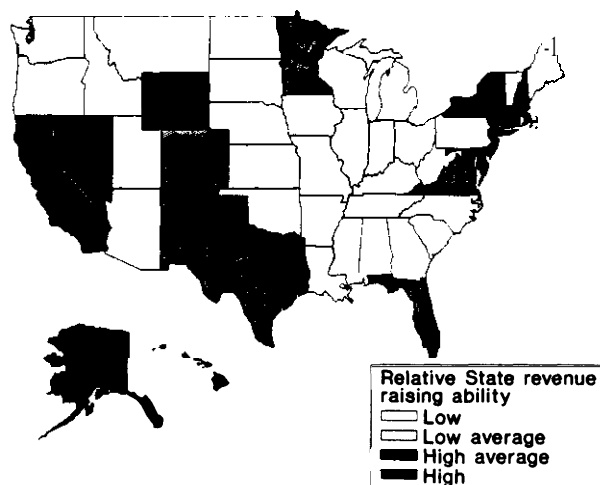 Relative State revenue
raising ability
Low
Low average
High average
High